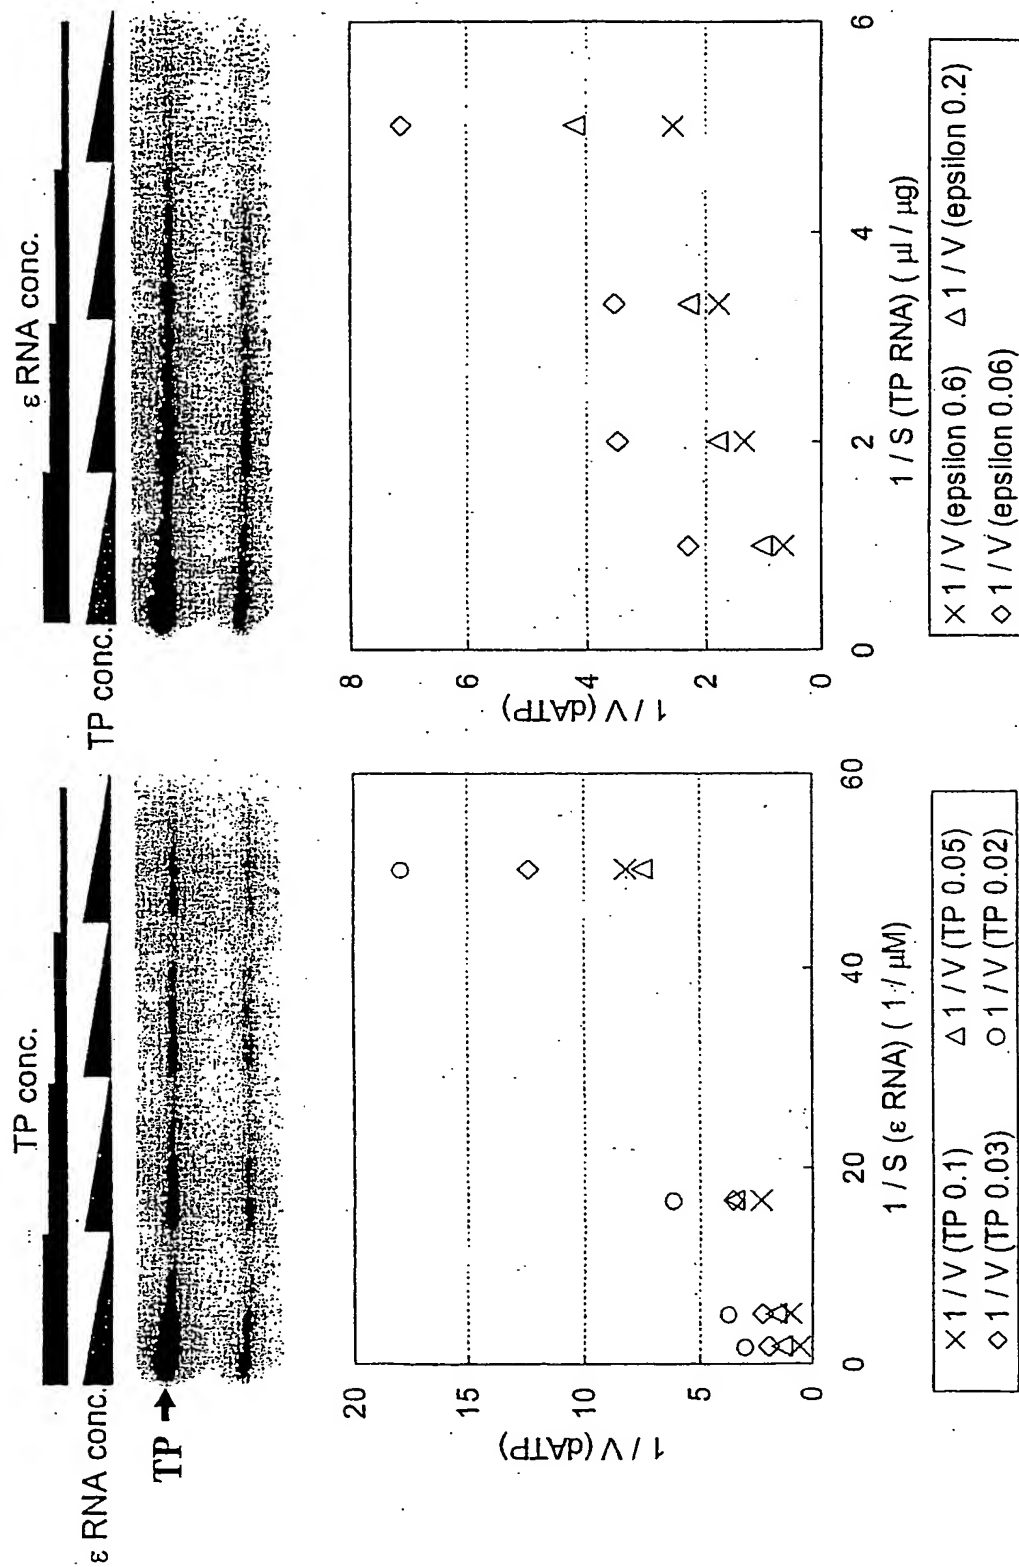 TP conc.
ε RNA conc.
TP
20
15
10
5
0
1 / V (dATP)
0
20
40
60
1 / S (ε RNA) ( 1 / μM)
× 1 / V (TP 0.1)
△ 1 / V (TP 0.05)
◇ 1 / V (TP 0.03)
○ 1 / V (TP 0.02)
ε RNA conc.
TP conc.
8
6
4
2
0
1 / V (dATP)
0
2
4
6
1 / S (TP RNA) ( μl / μg)
× 1 / V (epsilon 0.6)
△ 1 / V (epsilon 0.2)
◇ 1 / V (epsilon 0.06)